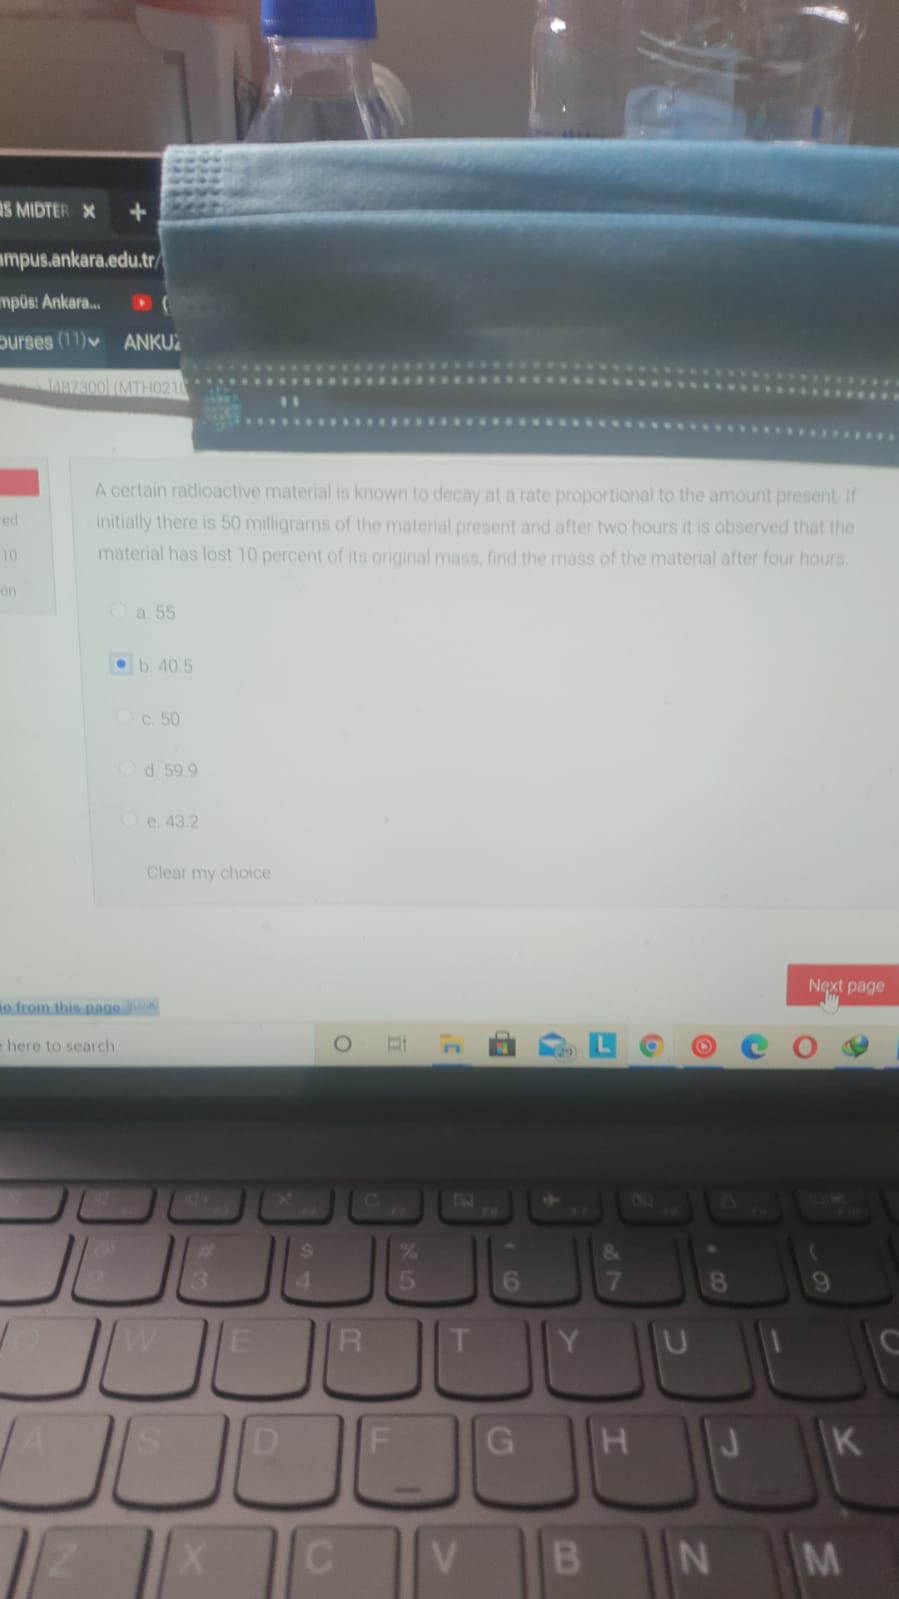 S MIDTER
+
mpus.ankara.edu.tr/
mpüs: Ankara...
ourses (11)
ANKUZ
[487300] (MTH021
ed
10
on
A certain radioactive material is known to decay at a rate proportional to the amount present. If
initially there is 50 milligrams of the material present and after two hours it is observed that the
material has lost 10 percent of its original mass, find the mass of the material after four hours.
a. 55
b. 40.5
c. 50
d. 59.9
e. 43.2
Clear my choice
Next page
from this page
here to search
29
L
@ # $ % ^ & * (
2 3 4 5 6 7 8 9
Q W E R T Y U I O
A S D F G H J K
Z X C V B N M